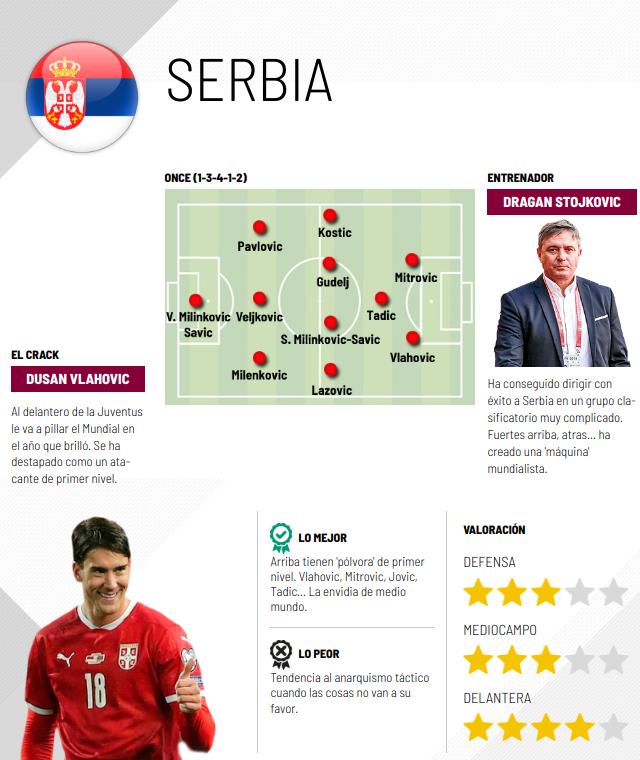 SERBIA
ONCE (1-3-4-1-2)
Kostic
Pavlovic
Gudelj
Mitrovic
V. Milinkovic
Savic
Veljkovic
Tadic
S. Milinkovic-Savic
Vlahovic
Milenkovic
Lazovic
ENTRENADOR
DRAGAN STOJKOVIC
Ha conseguido dirigir con
éxito a Serbia en un grupo cla-
sificatorio muy complicado.
Fuertes arriba, atras... ha
creado una 'máquina'
mundialista.
EL CRACK
DUSAN VLAHOVIC
Al delantero de la Juventus
le va a pillar el Mundial en
el año que brilló. Se ha
destapado como un ata-
cante de primer nivel.
18
LO MEJOR
Arriba tienen 'pólvora' de primer
nivel. Vlahovic, Mitrovic, Jovic,
Tadic... La envidia de medio
mundo.
LO PEOR
Tendencia al anarquismo táctico
cuando las cosas no van a su
favor.
VALORACIÓN
DEFENSA
MEDIOCAMPO
DELANTERA